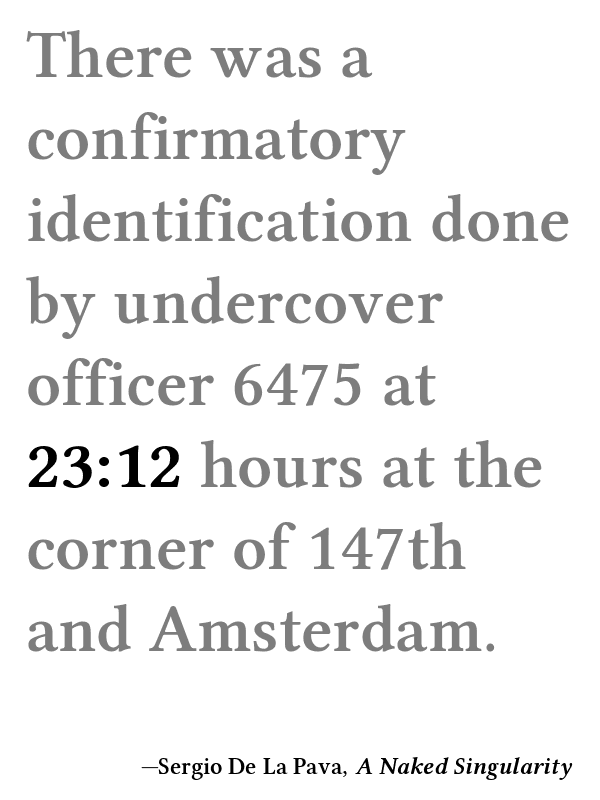 There was a
confirmatory
identification done
by undercover
officer 6475 at
23:12 hours at the
corner of 147th
and Amsterdam.
—Sergio De La Pava, A Naked Singularity